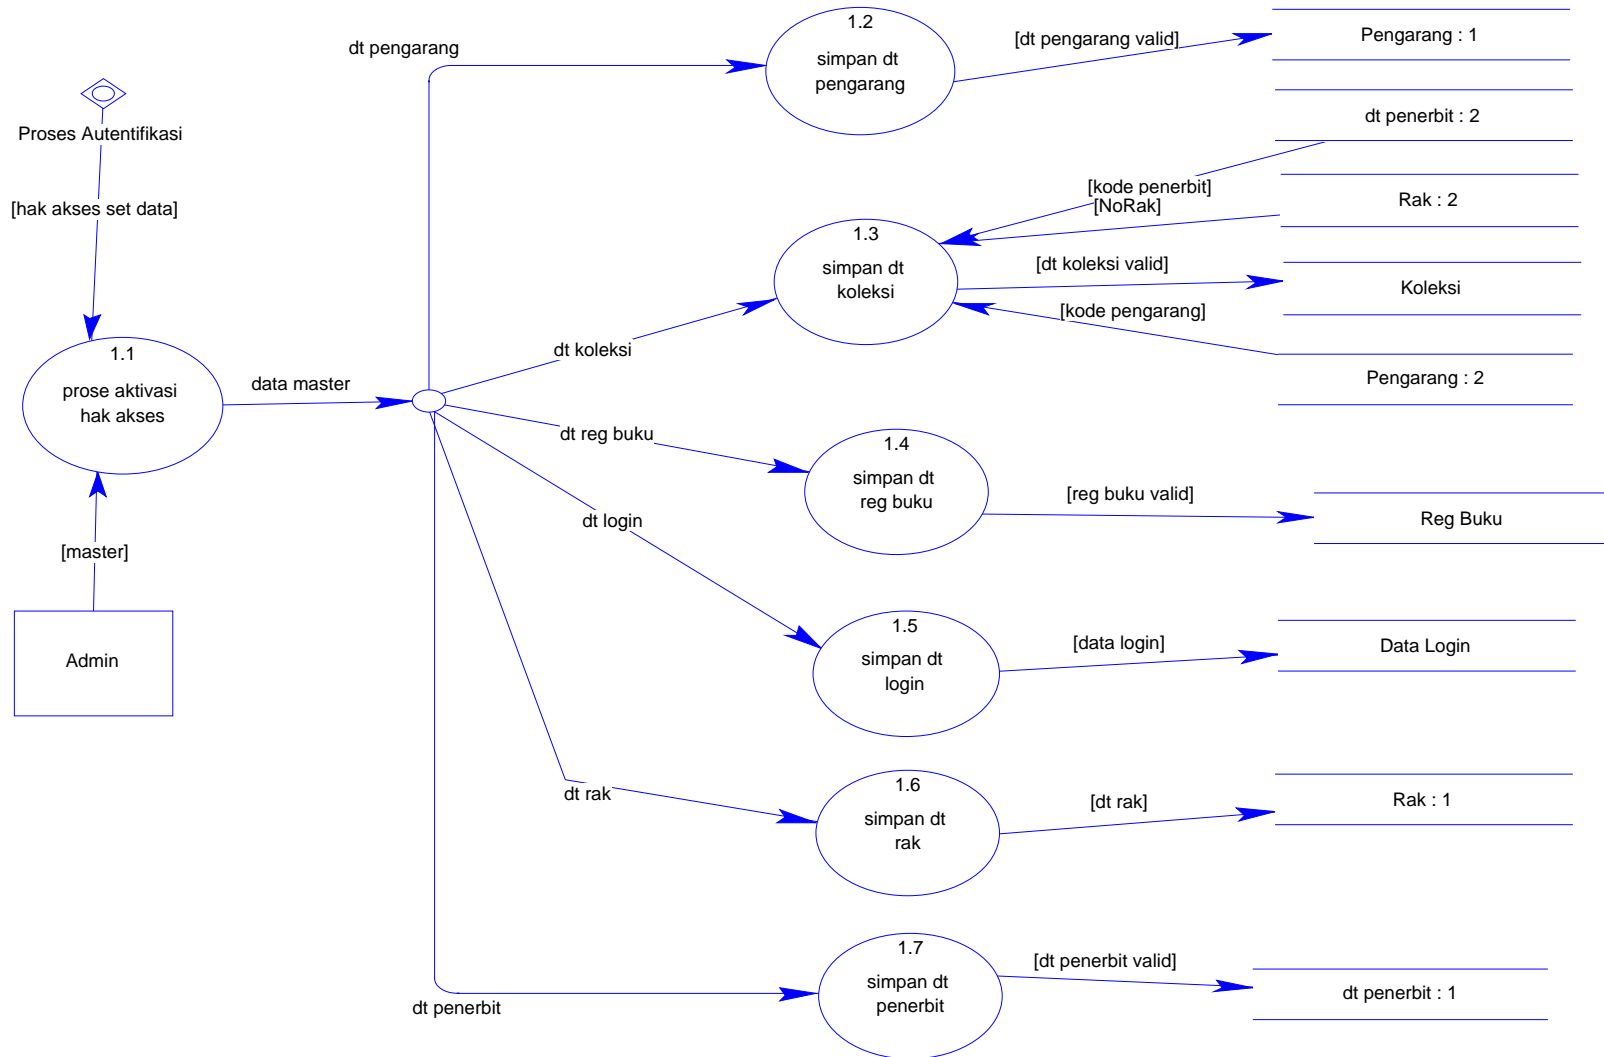 Proses Autentifikasi
[hak akses set data]
1.1
prose aktivasi
hak akses
[master]
Admin
data master
dt pengarang
1.2
simpan dt
pengarang
[dt pengarang valid]
Pengarang : 1
dt penerbit : 2
[kode penerbit]
[NoRak]
Rak : 2
dt koleksi
1.3
simpan dt
koleksi
[dt koleksi valid]
Koleksi
[kode pengarang]
Pengarang : 2
dt reg buku
1.4
simpan dt
reg buku
[reg buku valid]
Reg Buku
dt login
1.5
simpan dt
login
[data login]
Data Login
dt rak
1.6
simpan dt
rak
[dt rak]
Rak : 1
dt penerbit
1.7
simpan dt
penerbit
[dt penerbit valid]
dt penerbit : 1